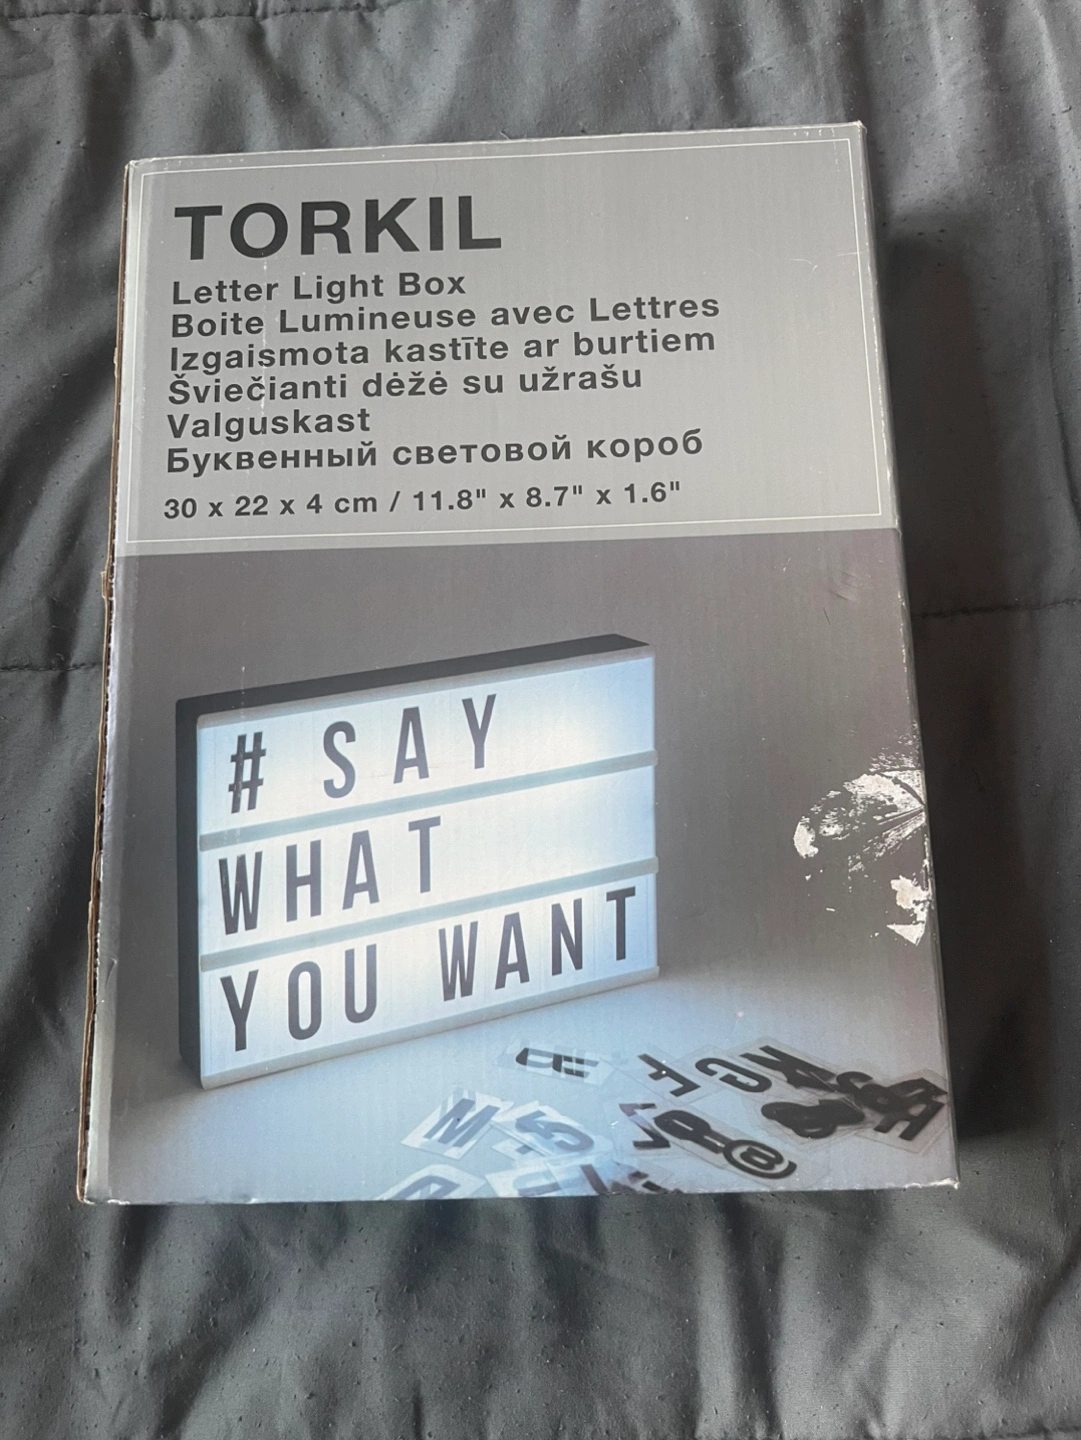 TORKIL
Letter Light Box
Boite Lumineuse avec Lettres
Izgaismota kastīte ar burtiem
Šviečianti dėžė su užrašu
Valguskast
Буквенный световой короб
30 x 22 x 4 cm / 11.8" x 8.7" x 1.6"
# SAY
WHAT
YOU WANT